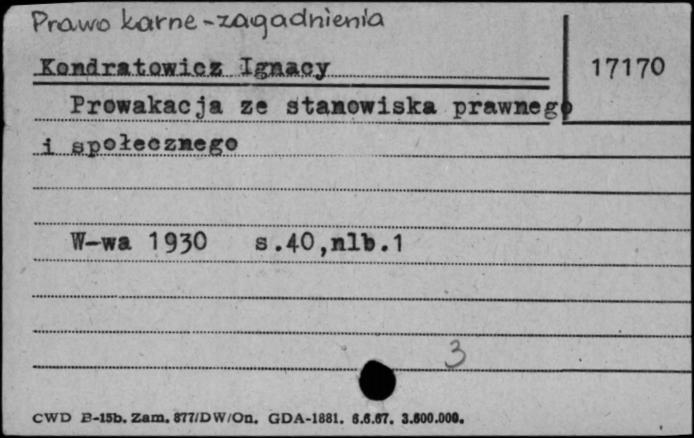 Prawo karne-zagadnienia
Kondratowicz Ignacy
17170
Prowakacja ze stanowiska prawnego
i społecznego
W-wa 1930 s.40,nlb.1
3
CWD B-15b. Zam. 877/DW/On. GDA-1881. 6.6.67. 3.600.000.